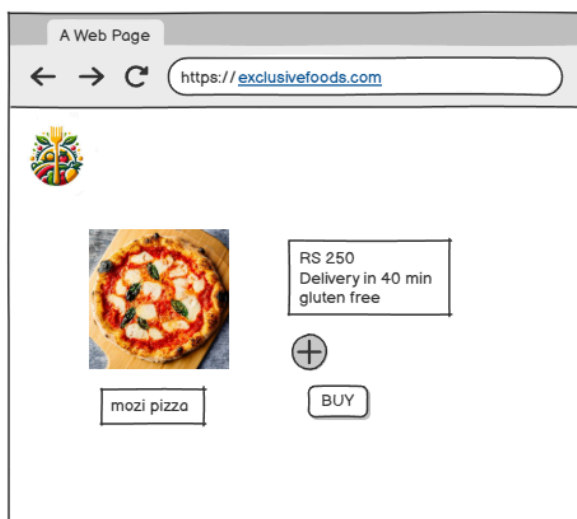 A Web Page
https://exclusivefoods.com
RS 250
Delivery in 40 min
gluten free
mozi pizza
BUY